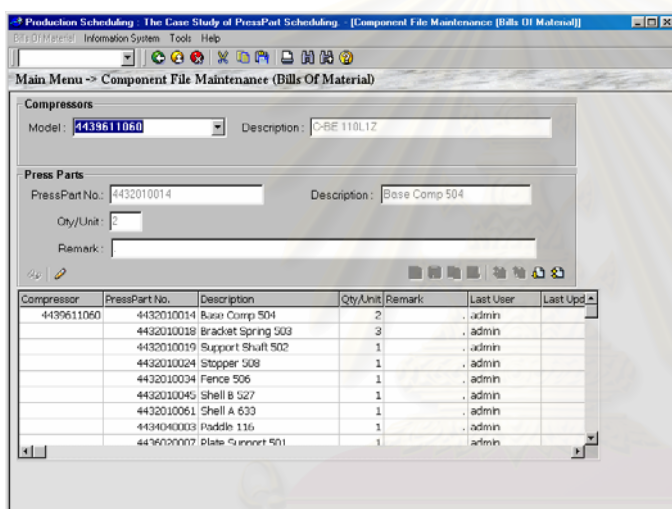 Production Scheduling : The Case Study of PressPart Scheduling. - [Component File Maintenance [Bills Of Material]]
Bills Of Material Information System Tools Help
Main Menu -> Component File Maintenance (Bills Of Material)
Compressors
Model : 4439611060 Description : C-BE 110L1Z
Press Parts
PressPart No.: 4432010014 Description : Base Comp 504
Qty/Unit : 2
Remark : .
Compressor PressPart No. Description Qty/Unit Remark Last User Last Upd
4439611060 4432010014 Base Comp 504 2 . admin
4432010018 Bracket Spring 503 3 . admin
4432010019 Support Shaft 502 1 . admin
4432010024 Stopper 508 1 . admin
4432010034 Fence 506 1 . admin
4432010045 Shell B 527 1 . admin
4432010061 Shell A 633 1 . admin
4434040003 Paddle 116 1 . admin
4436020007 Plate Support 501 1 . admin